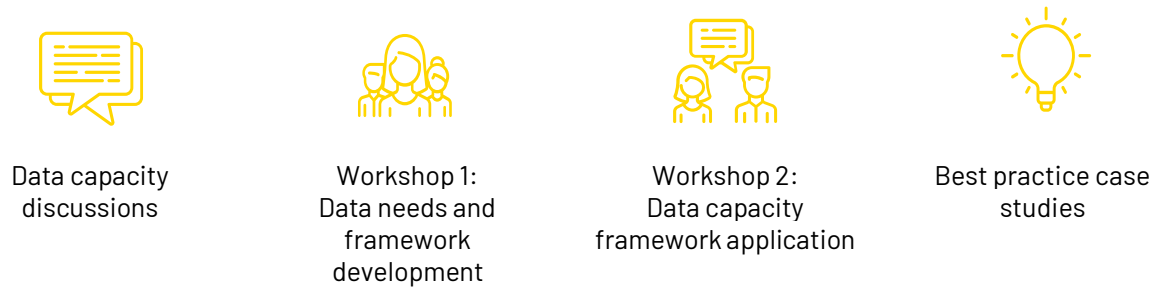 Data capacity
discussions
Workshop 1:
Data needs and
framework
development
Workshop 2:
Data capacity
framework application
Best practice case
studies